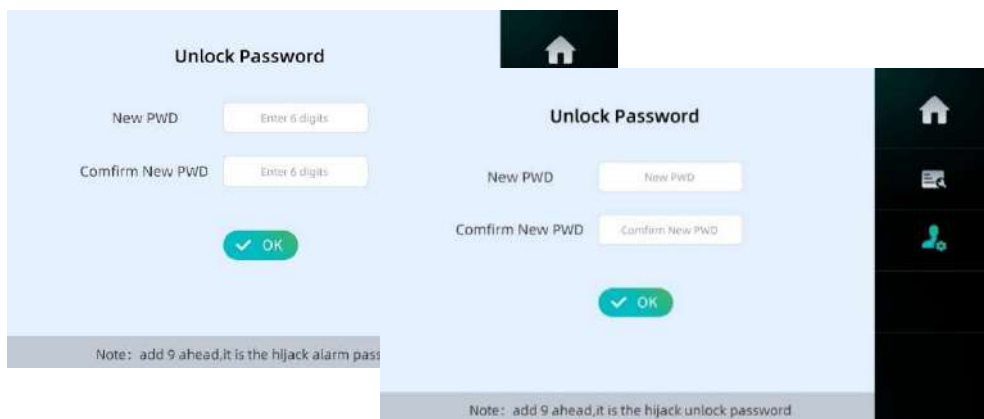 Unlock Password
New PWD
Enter 6 digits
Comfirm New PWD
Enter 6 digits
OK
Note: add 9 ahead,it is the hijack alarm pass
Unlock Password
New PWD
New PWD
Comfirm New PWD
Comfirm New PWD
OK
Note: add 9 ahead,it is the hijack unlock password